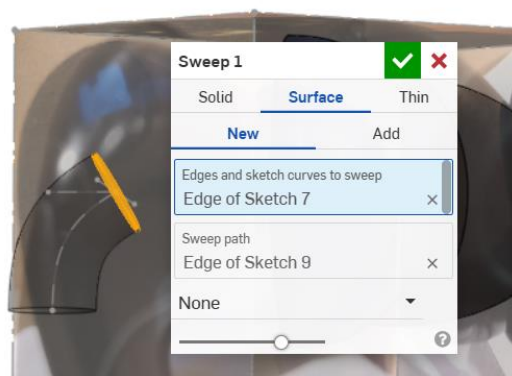 Sweep 1
Solid Surface Thin
New Add
Edges and sketch curves to sweep
Edge of Sketch 7
Sweep path
Edge of Sketch 9
None